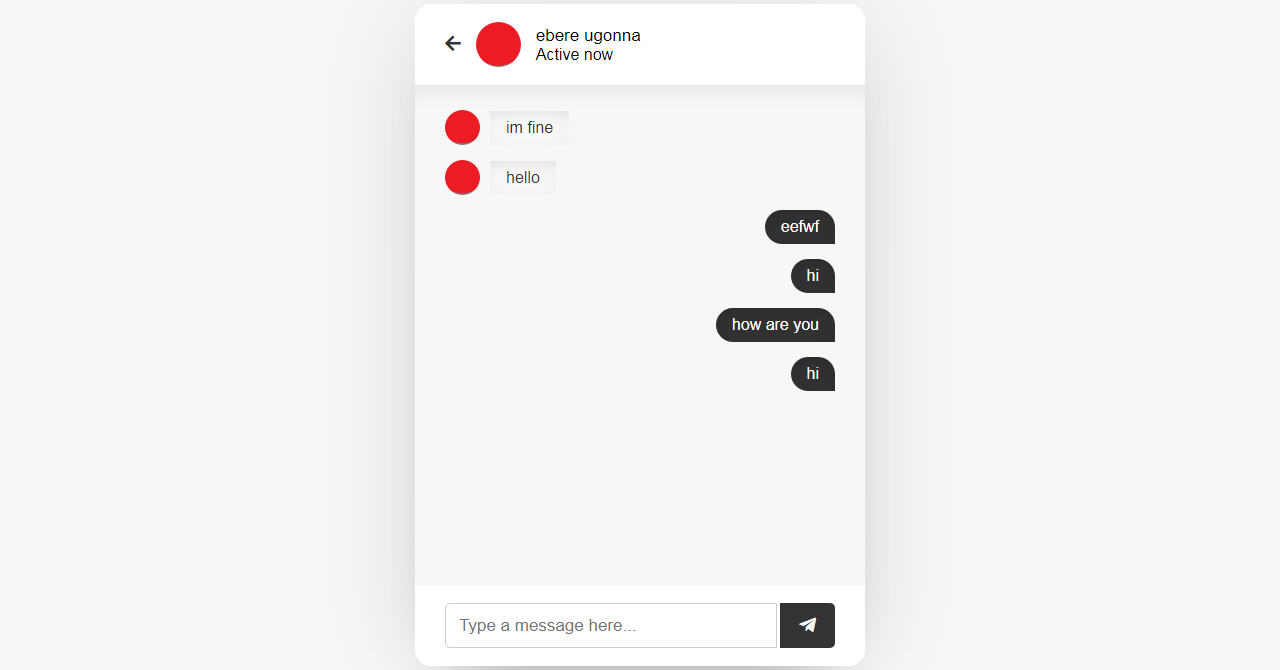 ebere ugonna
Active now
im fine
hello
eefwf
hi
how are you
hi
Type a message here...